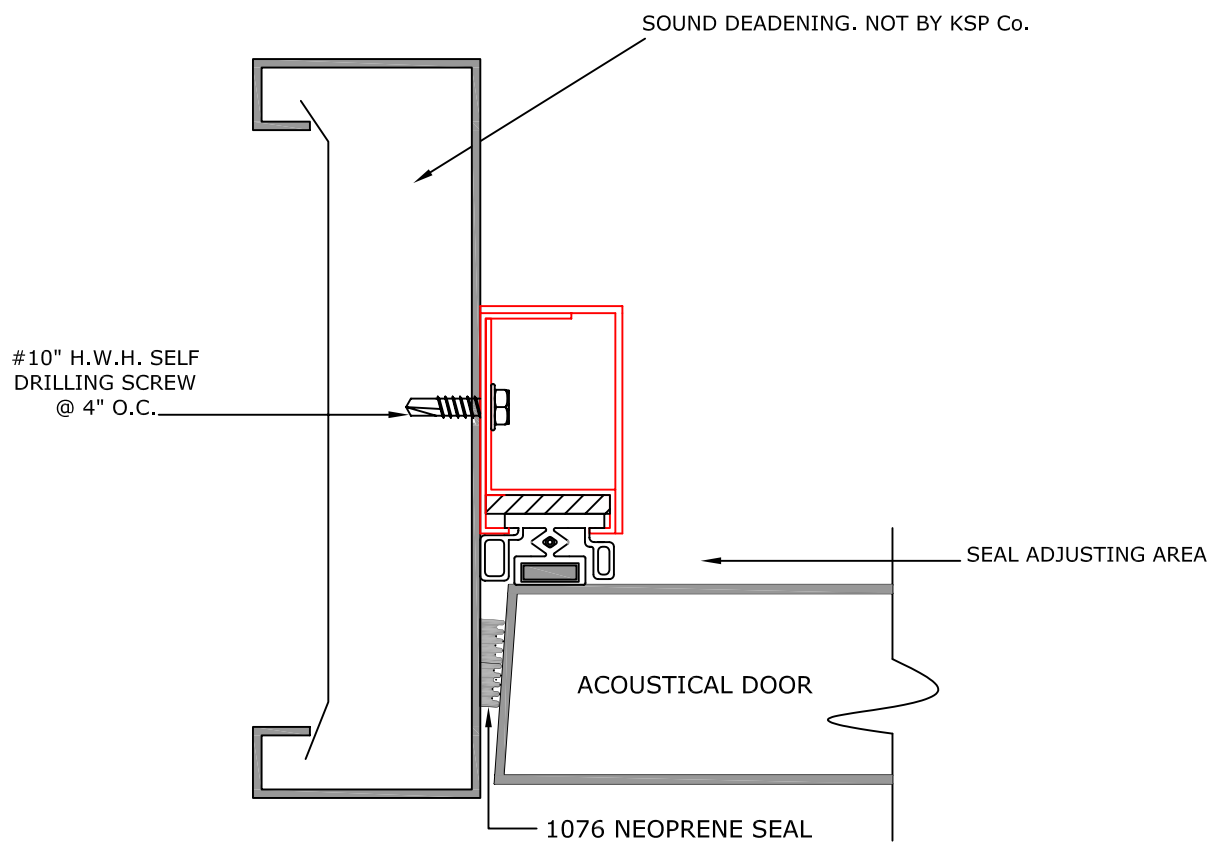 SOUND DEADENING. NOT BY KSP Co.
#10" H.W.H. SELF
DRILLING SCREW
@ 4" O.C.
SEAL ADJUSTING AREA
ACOUSTICAL DOOR
1076 NEOPRENE SEAL